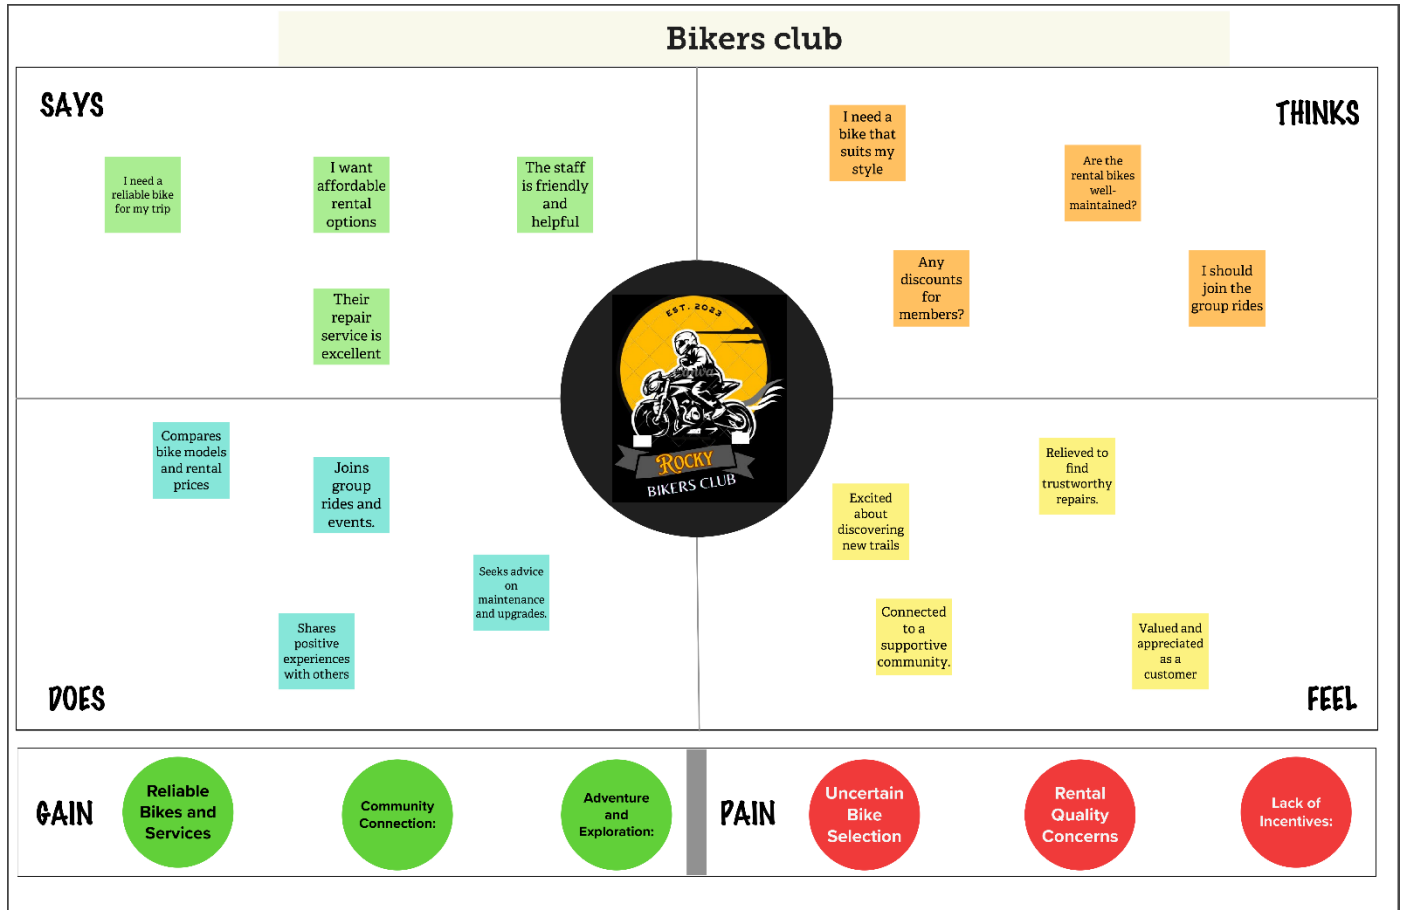 Bikers club
SAYS
I need a
reliable bike
for my trip
I want
affordable
rental
options
The staff
is friendly
and
helpful
Their
repair
service is
excellent
THINKS
I need a
bike that
suits my
style
Are the
rental bikes
well-
maintained?
Any
discounts
for
members?
I should
join the
group rides
EST. 2023
ROCKY
BIKERS CLUB
Compares
bike models
and rental
prices
Joins
group
rides and
events.
Seeks advice
on
maintenance
and upgrades.
Shares
positive
experiences
with others
DOES
Relieved to
find
trustworthy
repairs.
Excited
about
discovering
new trails
Connected
to a
supportive
community.
Valued and
appreciated
as a
customer
FEEL
GAIN
Reliable
Bikes and
Services
Community
Connection:
Adventure
and
Exploration:
PAIN
Uncertain
Bike
Selection
Rental
Quality
Concerns
Lack of
Incentives: